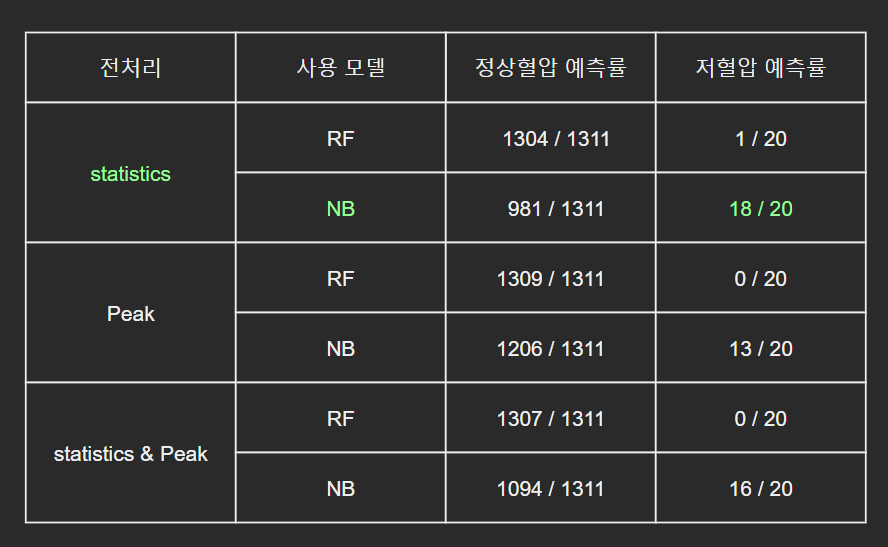 전처리 사용 모델 정상혈압 예측률 저혈압 예측률
statistics RF 1304 / 1311 1 / 20
NB 981 / 1311 18 / 20
Peak RF 1309 / 1311 0 / 20
NB 1206 / 1311 13 / 20
statistics & Peak RF 1307 / 1311 0 / 20
NB 1094 / 1311 16 / 20